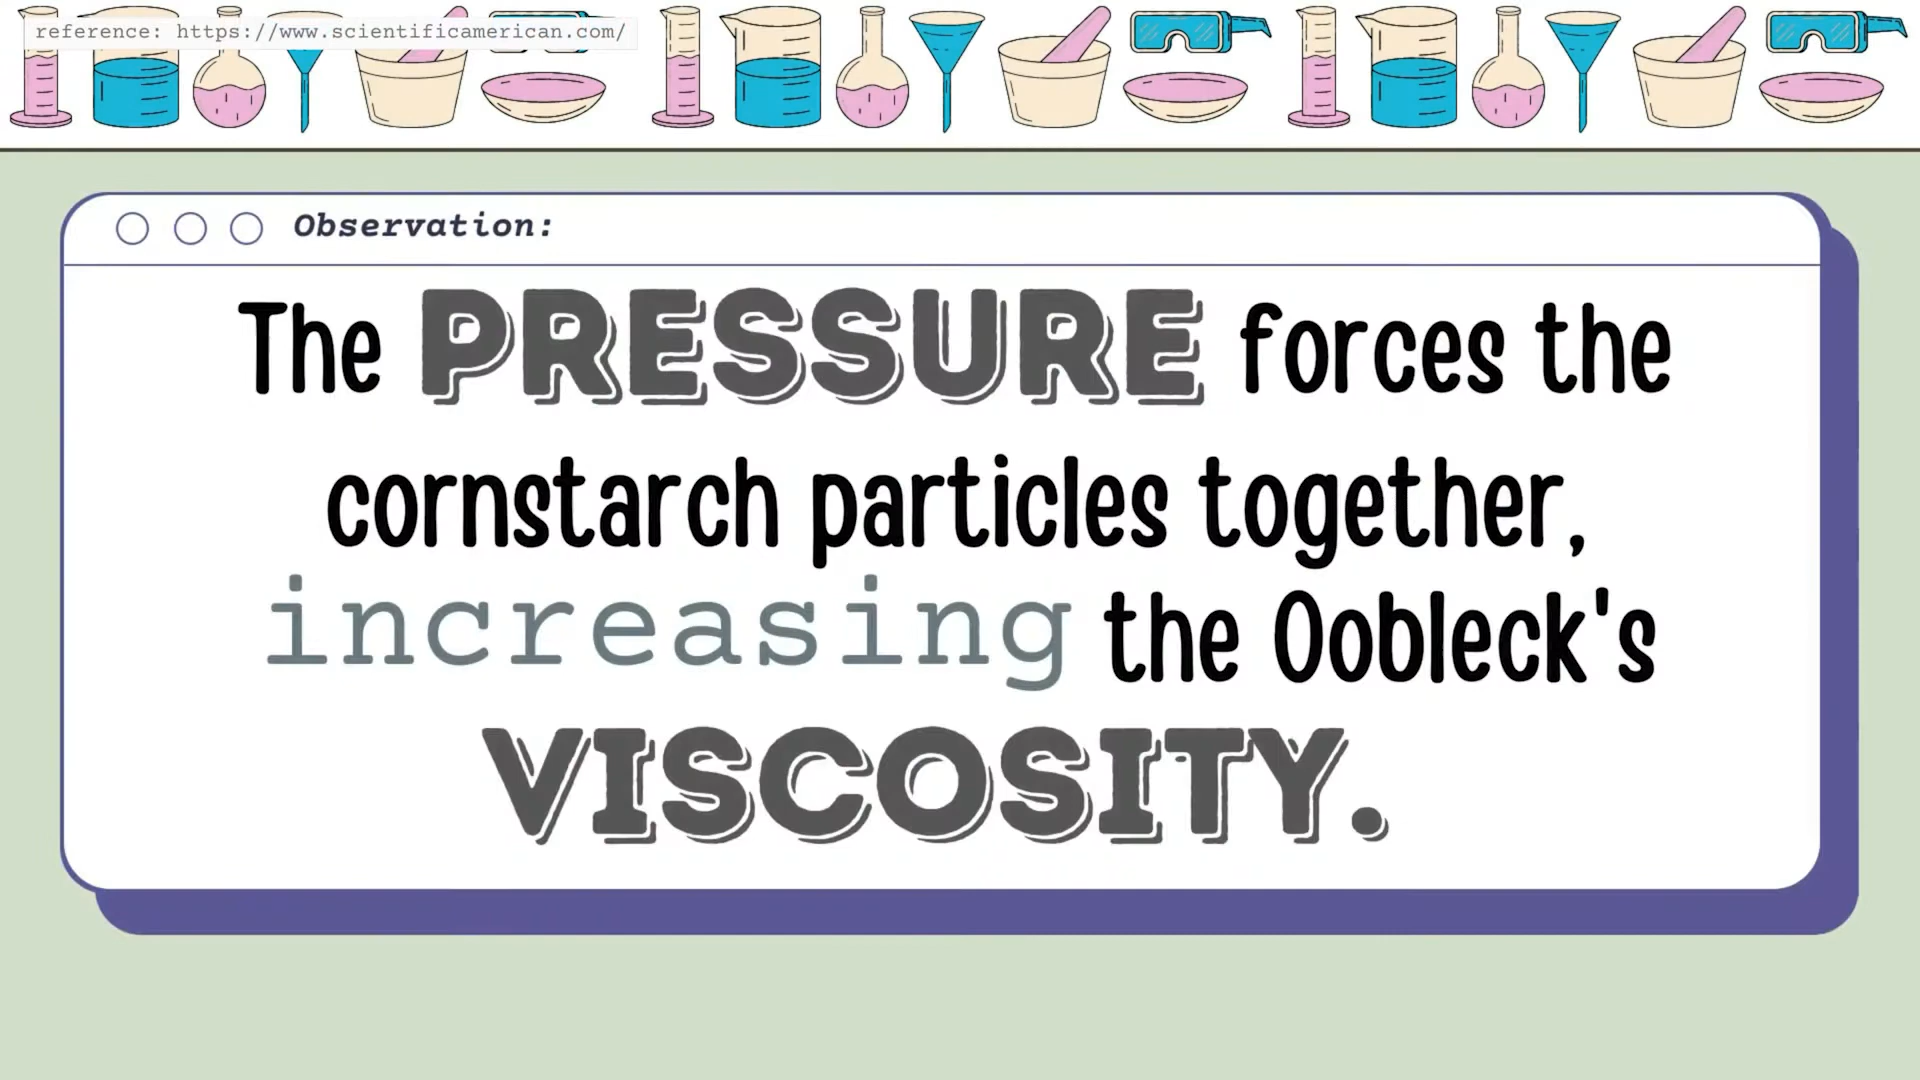 reference: https://www.scientificamerican.com/
Observation:
The PRESSURE forces the
cornstarch particles together,
increasing the Oobleck's
VISCOSITY.